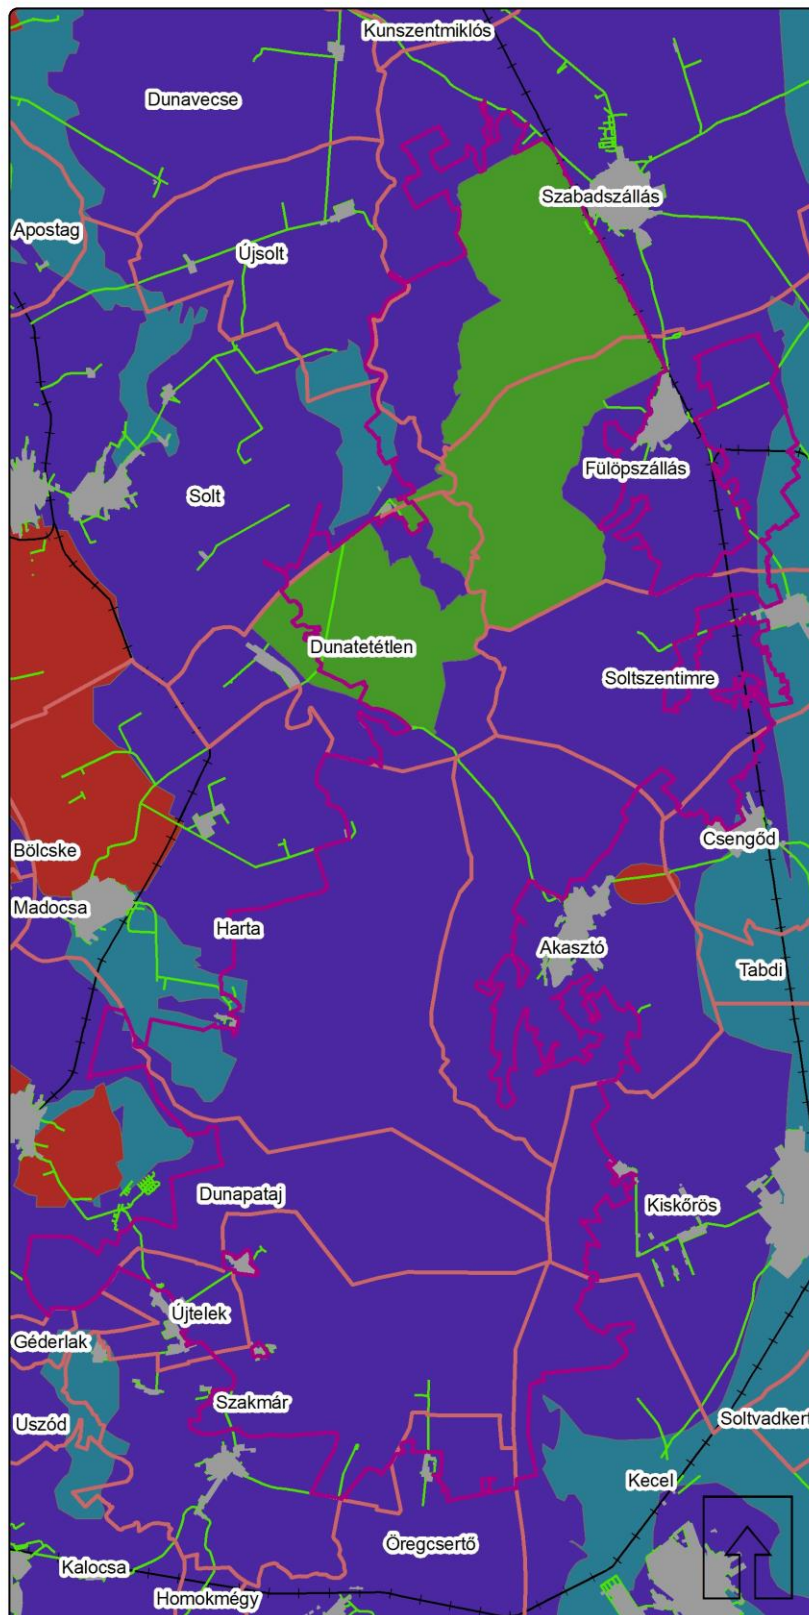 Kunszentmiklós
Dunavecse
Szabadszállás
Apostag
Újsolt
Fülöpszállás
Solt
Dunatetétlen
Soltszentimre
Csengőd
Bölcske
Madocsa
Harta
Akasztó
Tabdi
Dunapataj
Kiskőrös
Újtelek
Géderlak
Szakmár
Soltvadkert
Uszód
Kecel
Öregcsertő
Kalocsa
Homokmégy